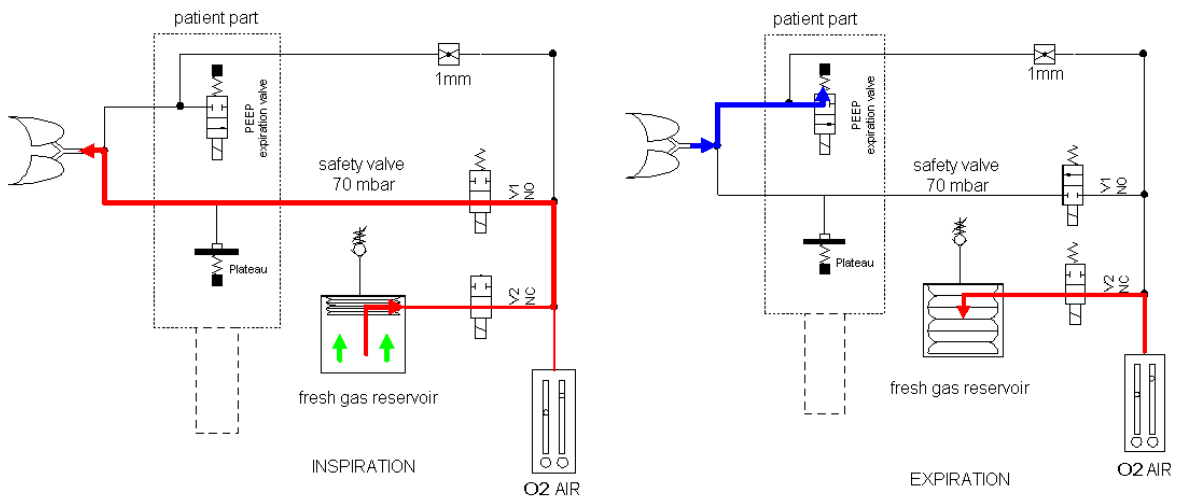 patient part
1mm
PEEP
expiration valve
safety valve
70 mbar
V1
NO
Plateau
V2
NC
fresh gas reservoir
INSPIRATION
O2 AIR
patient part
1mm
PEEP
expiration valve
safety valve
70 mbar
V1
NO
Plateau
V2
NC
fresh gas reservoir
EXPIRATION
O2 AIR